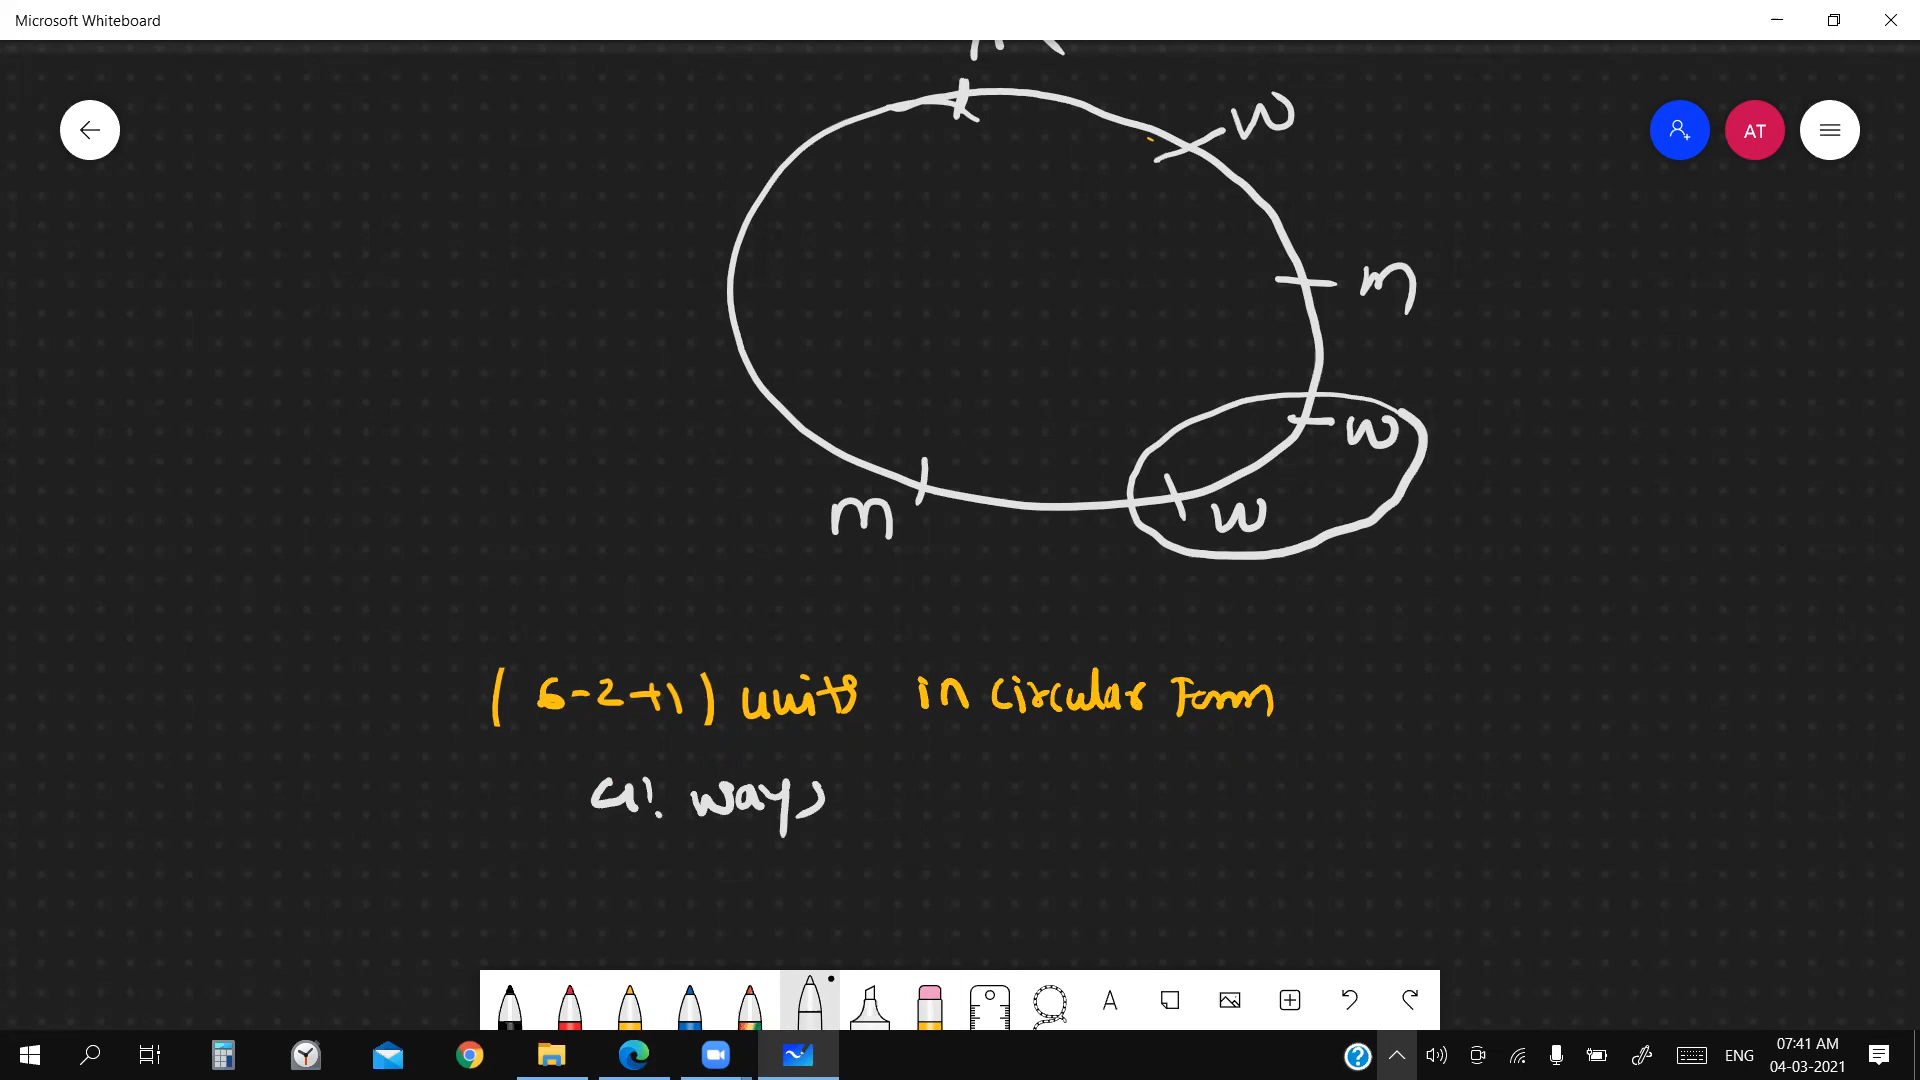 Microsoft Whiteboard
W
AT
m
W
W
m
(6-2+1) units in circular Form
4! ways
A
ENG
07:41 AM
04-03-2021